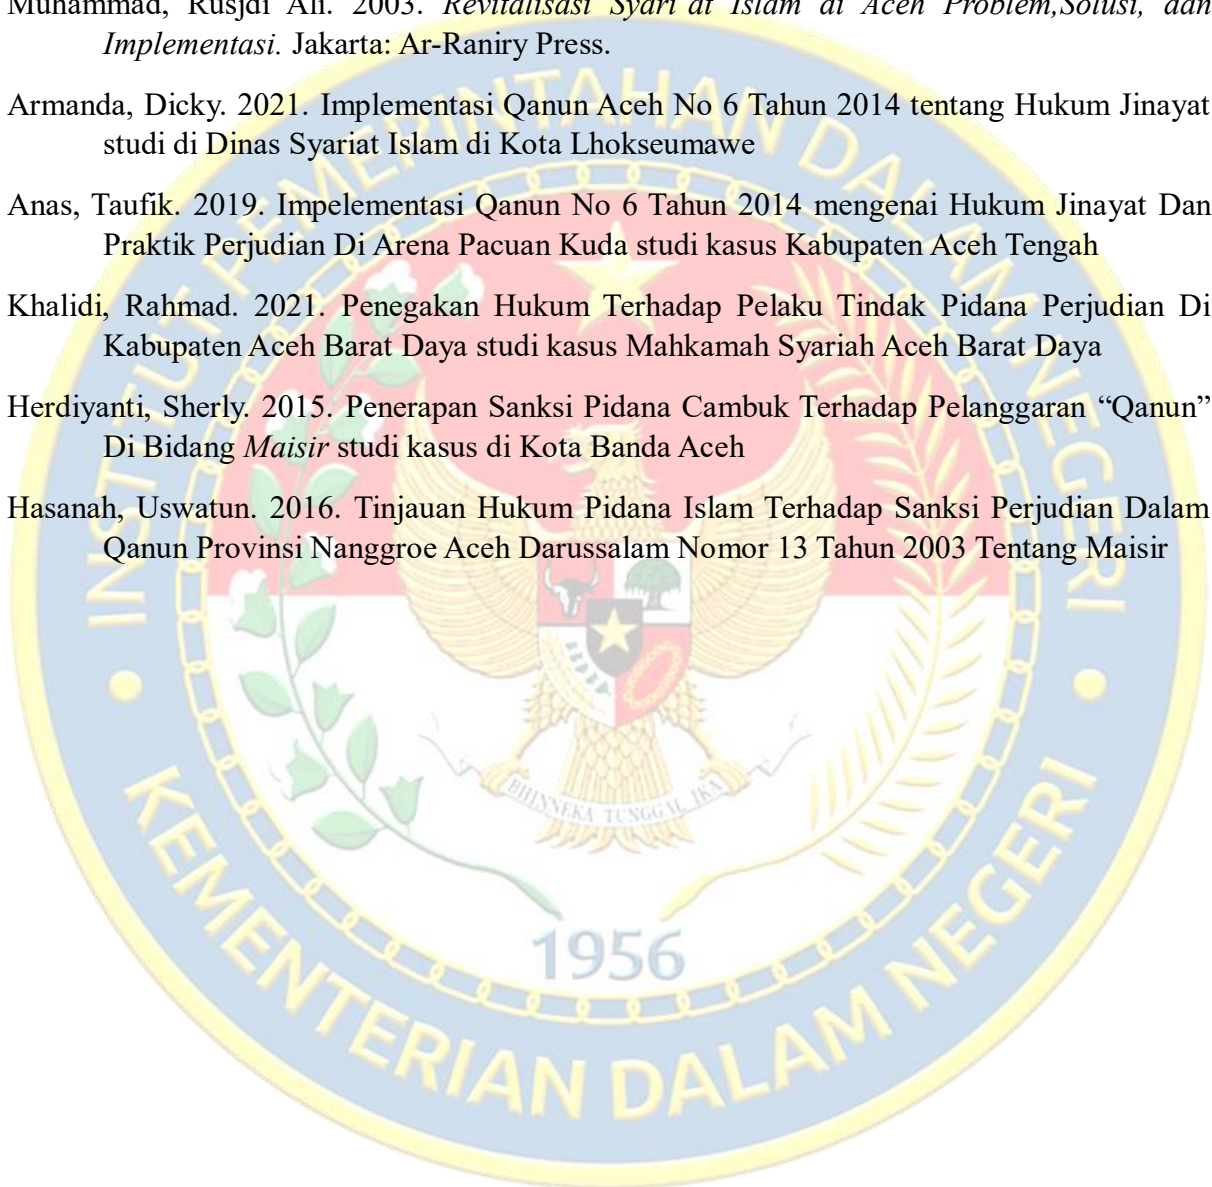 Muhammad, Rusjdi Ali. 2003. Revitalisasi Syari'at Islam di Aceh Problem,Solusi, dan
Implementasi. Jakarta: Ar-Raniry Press.
Armanda, Dicky. 2021. Implementasi Qanun Aceh No 6 Tahun 2014 tentang Hukum Jinayat
studi di Dinas Syariat Islam di Kota Lhokseumawe
Anas, Taufik. 2019. Impelementasi Qanun No 6 Tahun 2014 mengenai Hukum Jinayat Dan
Praktik Perjudian Di Arena Pacuan Kuda studi kasus Kabupaten Aceh Tengah
Khalidi, Rahmad. 2021. Penegakan Hukum Terhadap Pelaku Tindak Pidana Perjudian Di
Kabupaten Aceh Barat Daya studi kasus Mahkamah Syariah Aceh Barat Daya
Herdiyanti, Sherly. 2015. Penerapan Sanksi Pidana Cambuk Terhadap Pelanggaran “Qanun”
Di Bidang Maisir studi kasus di Kota Banda Aceh
Hasanah, Uswatun. 2016. Tinjauan Hukum Pidana Islam Terhadap Sanksi Perjudian Dalam
Qanun Provinsi Nanggroe Aceh Darussalam Nomor 13 Tahun 2003 Tentang Maisir
INSTITUT PEMERINTAHAN DALAM NEGERI
BHINNEKA TUNGGAL IKA
1956
KEMENTERIAN DALAM NEGERI